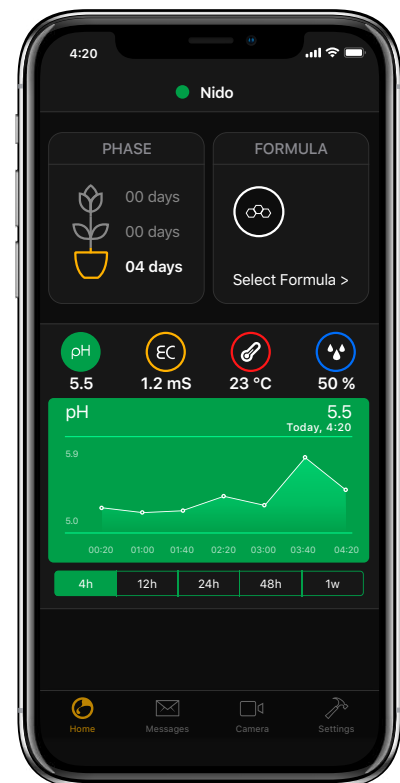 4:20
Nido
PHASE
FORMULA
00 days
00 days
04 days
Select Formula >
pH
EC
5.5
1.2 mS
23 °C
50 %
pH
5.5
Today, 4:20
5.9
5.0
00:20 01:00 01:40 02:20 03:00 03:40 04:20
4h 12h 24h 48h 1w
Home Messages Camera Settings